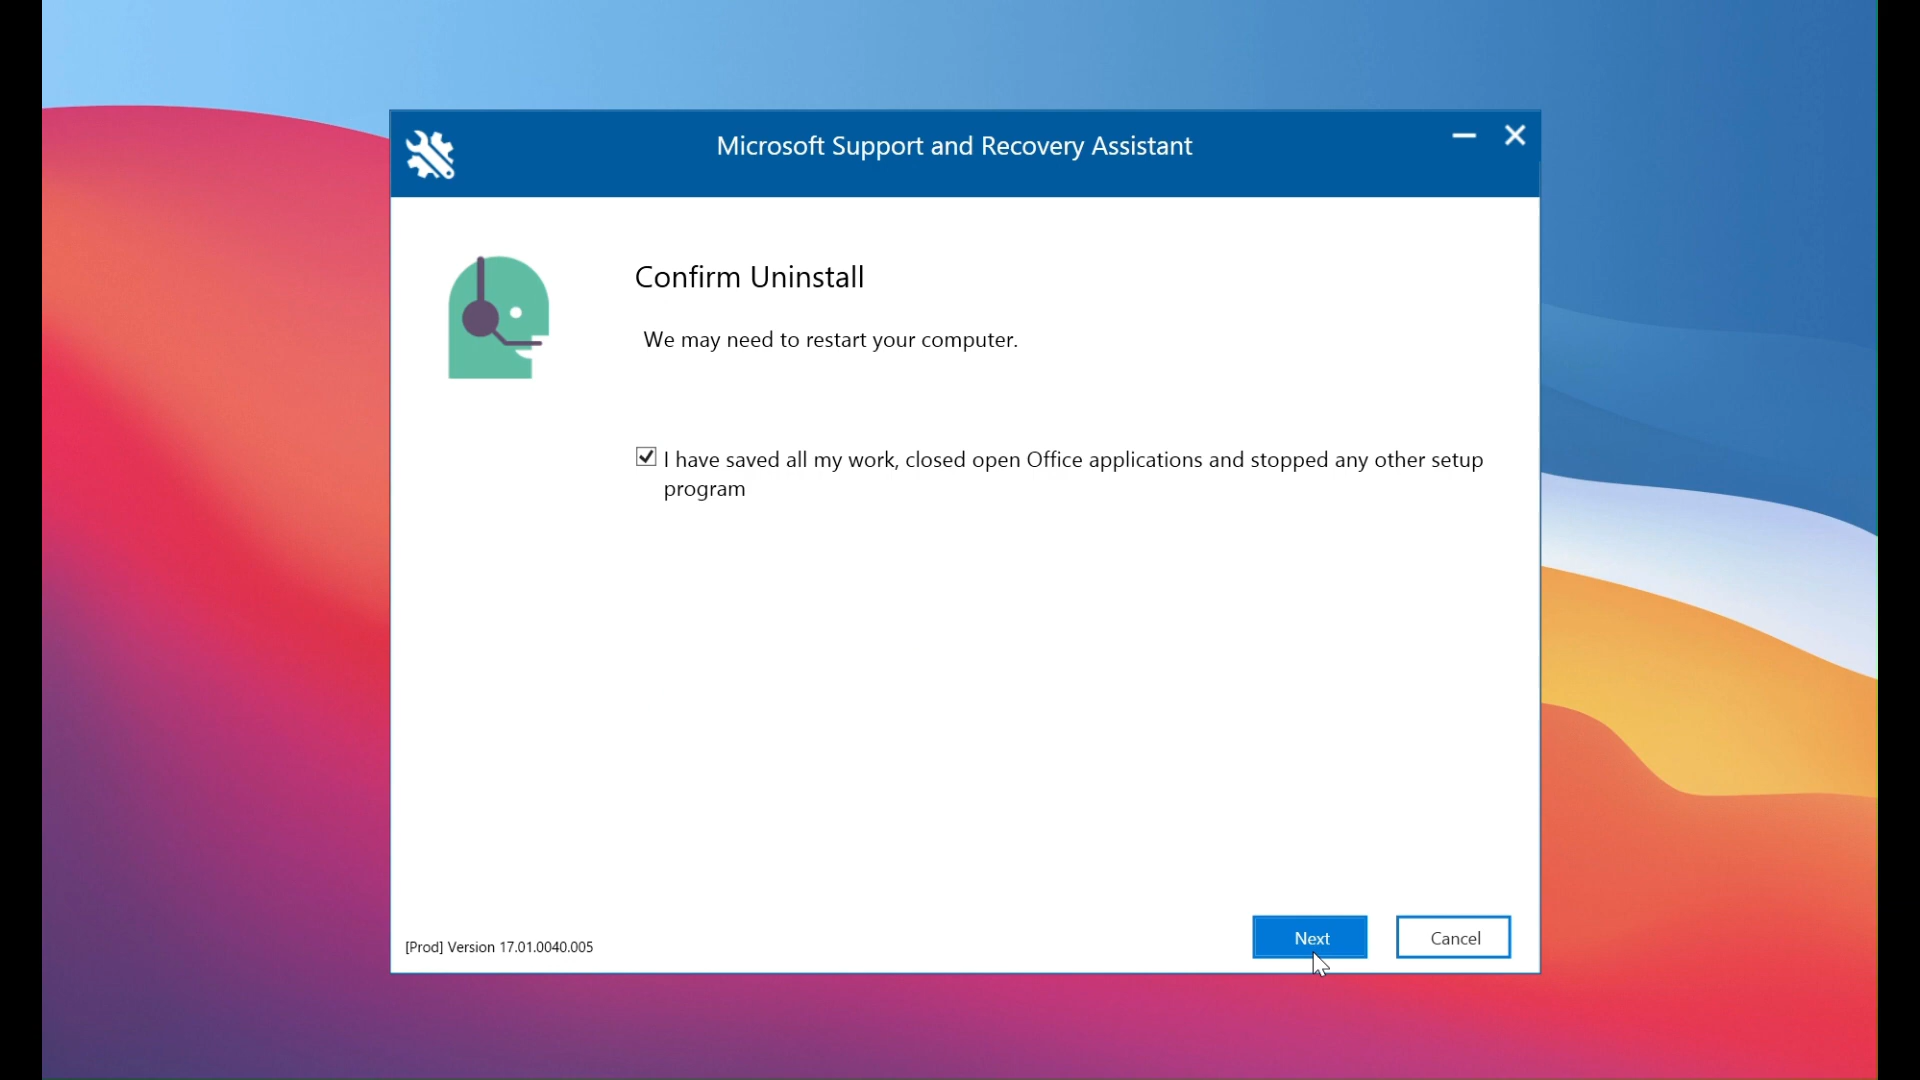 Microsoft Support and Recovery Assistant
Confirm Uninstall
We may need to restart your computer.
I have saved all my work, closed open Office applications and stopped any other setup
program
[Prod] Version 17.01.0040.005
Next
Cancel